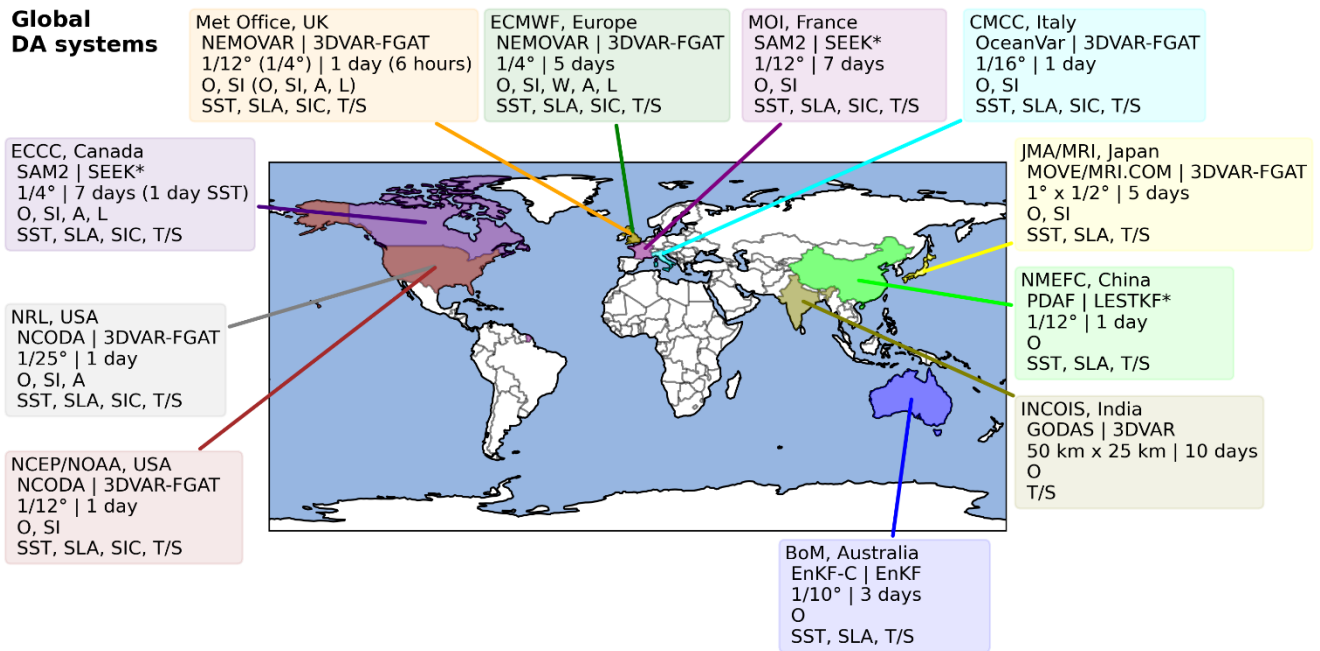 Global
DA systems
Met Office, UK
NEMOVAR | 3DVAR-FGAT
1/12° (1/4°) | 1 day (6 hours)
O, SI (O, SI, A, L)
SST, SLA, SIC, T/S
ECMWF, Europe
NEMOVAR | 3DVAR-FGAT
1/4° | 5 days
O, SI, W, A, L
SST, SLA, SIC, T/S
MOI, France
SAM2 | SEEK*
1/12° | 7 days
O, SI
SST, SLA, SIC, T/S
CMCC, Italy
OceanVar | 3DVAR-FGAT
1/16° | 1 day
O, SI
SST, SLA, SIC, T/S
ECCC, Canada
SAM2 | SEEK*
1/4° | 7 days (1 day SST)
O, SI, A, L
SST, SLA, SIC, T/S
JMA/MRI, Japan
MOVE/MRI.COM | 3DVAR-FGAT
1° x 1/2° | 5 days
O, SI
SST, SLA, T/S
NRL, USA
NCODA | 3DVAR-FGAT
1/25° | 1 day
O, SI, A
SST, SLA, SIC, T/S
NMEFC, China
PDAF | LESTKF*
1/12° | 1 day
O
SST, SLA, T/S
NCEP/NOAA, USA
NCODA | 3DVAR-FGAT
1/12° | 1 day
O, SI
SST, SLA, SIC, T/S
INCOIS, India
GODAS | 3DVAR
50 km x 25 km | 10 days
O
T/S
BoM, Australia
EnKF-C | EnKF
1/10° | 3 days
O
SST, SLA, T/S